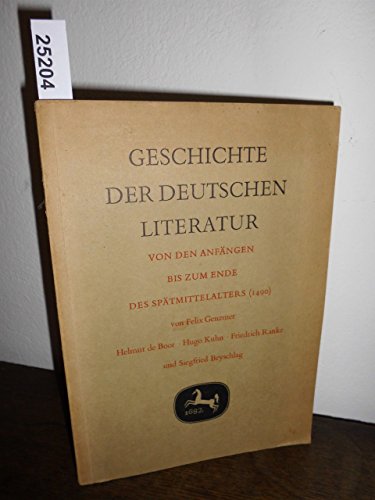 25204
GESCHICHTE
DER DEUTSCHEN
LITERATUR
VON DEN ANFÄNGEN
BIS ZUM ENDE
DES SPÄTMITTELALTERS (1490)
von Felix Genzmer
Helmut de Boor · Hugo Kuhn · Friedrich Ranke
und Siegfried Beyschlag
1682